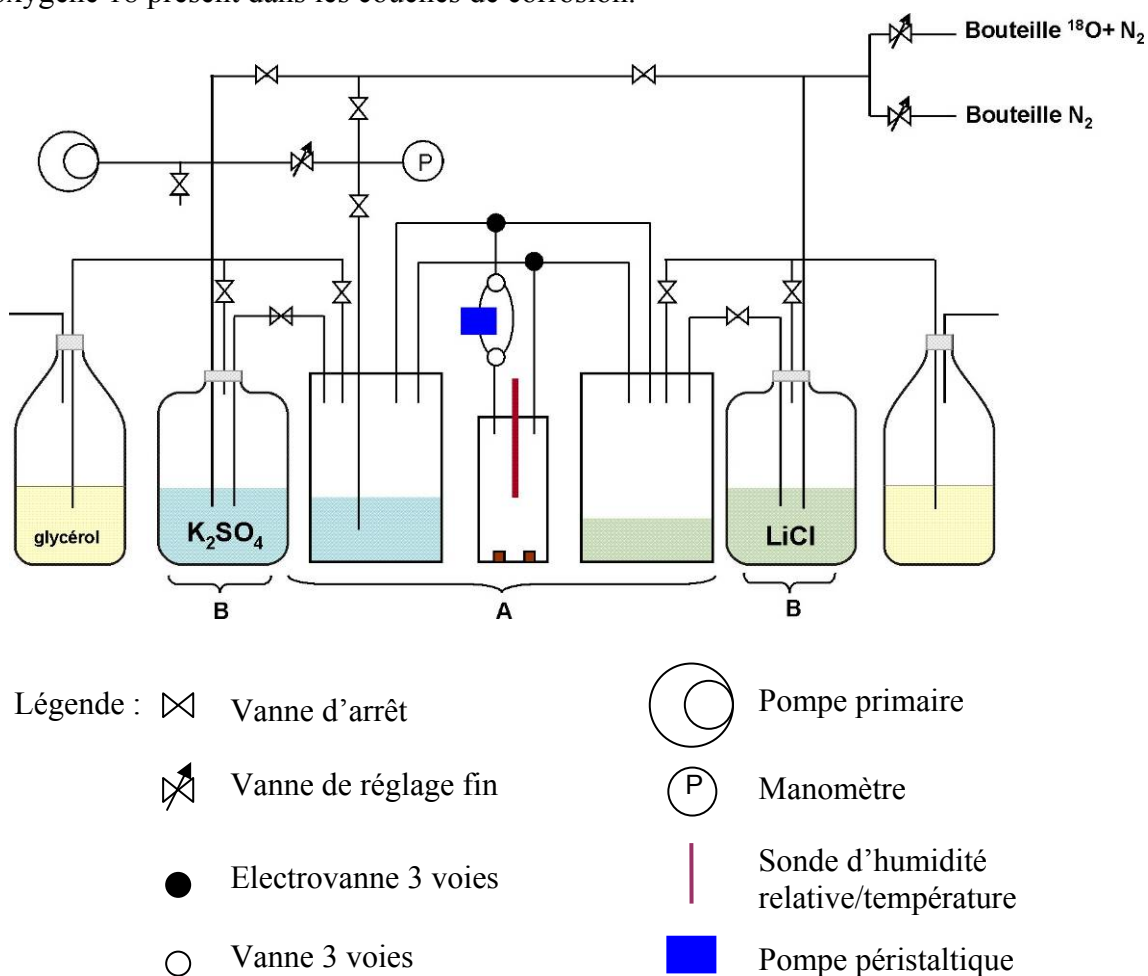 oxygène 18 présent dans les couches de corrosion.
Bouteille ¹⁸O+ N₂
Bouteille N₂
P
glycérol
K₂SO₄
LiCl
B
A
B
Légende :
Vanne d'arrêt
Pompe primaire
Vanne de réglage fin
P
Manomètre
Electrovanne 3 voies
Sonde d'humidité
relative/température
Vanne 3 voies
Pompe péristaltique